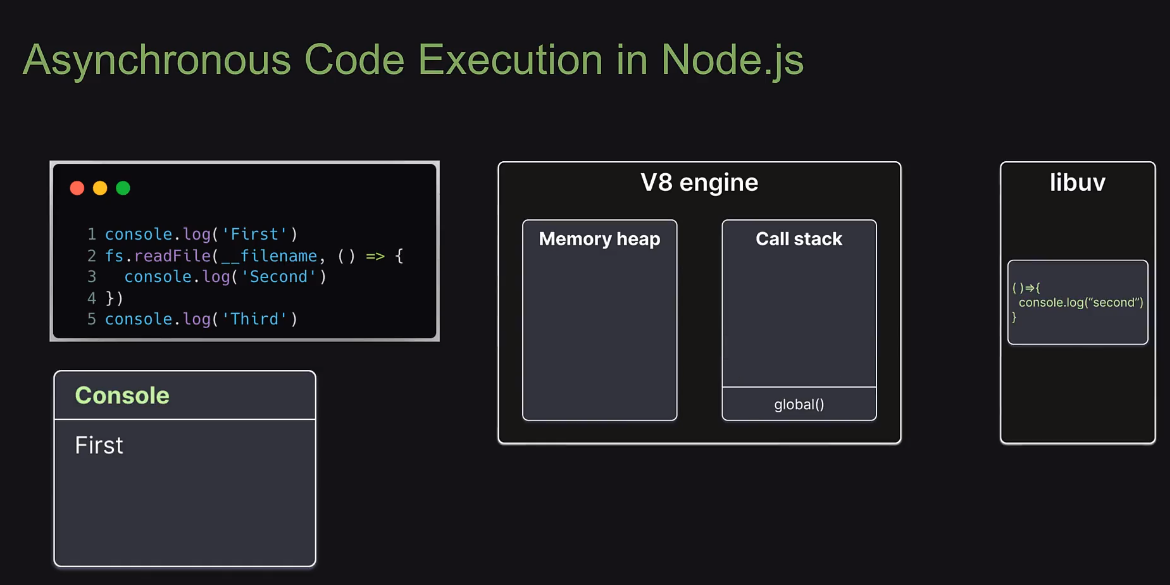 Asynchronous Code Execution in Node.js
1 console.log('First')
2 fs.readFile(__filename, () => {
3   console.log('Second')
4 })
5 console.log('Third')
Console
First
V8 engine
Memory heap
Call stack
global()
libuv
()=>{
console.log("second")
}